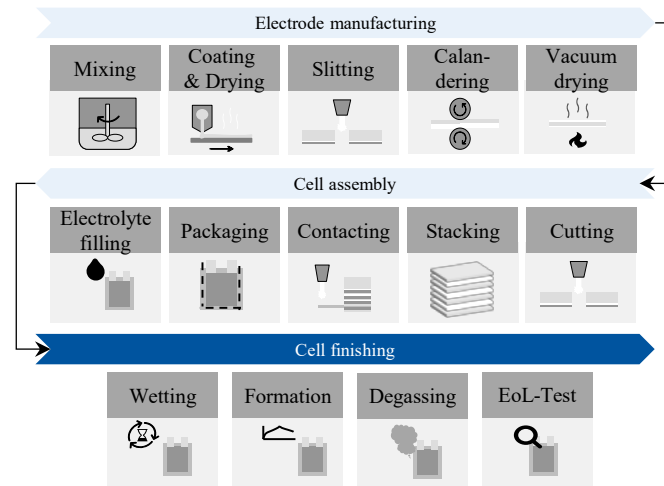 Electrode manufacturing
Mixing
Coating
& Drying
Slitting
Calan-
dering
Vacuum
drying
Cell assembly
Electrolyte
filling
Packaging
Contacting
Stacking
Cutting
Cell finishing
Wetting
Formation
Degassing
EoL-Test